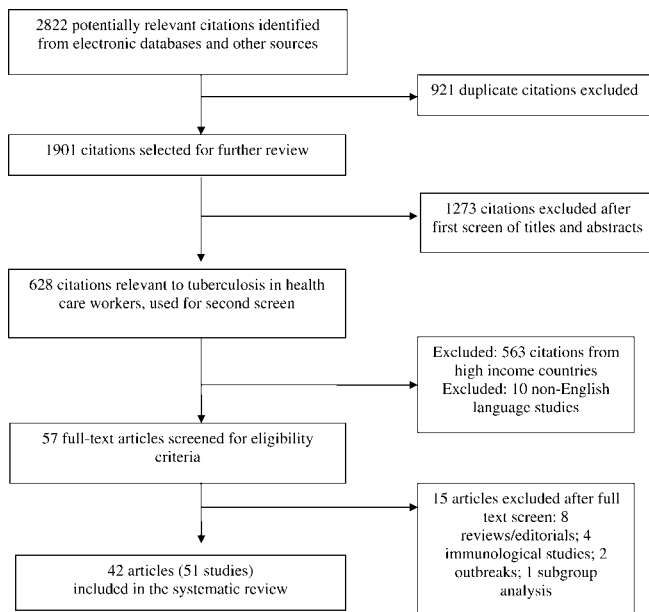 2822 potentially relevant citations identified
from electronic databases and other sources
921 duplicate citations excluded
1901 citations selected for further review
1273 citations excluded after
first screen of titles and abstracts
628 citations relevant to tuberculosis in health
care workers, used for second screen
Excluded: 563 citations from
high income countries
Excluded: 10 non-English
language studies
57 full-text articles screened for eligibility
criteria
15 articles excluded after full
text screen: 8
reviews/editorials; 4
immunological studies; 2
outbreaks; 1 subgroup
analysis
42 articles (51 studies)
included in the systematic review